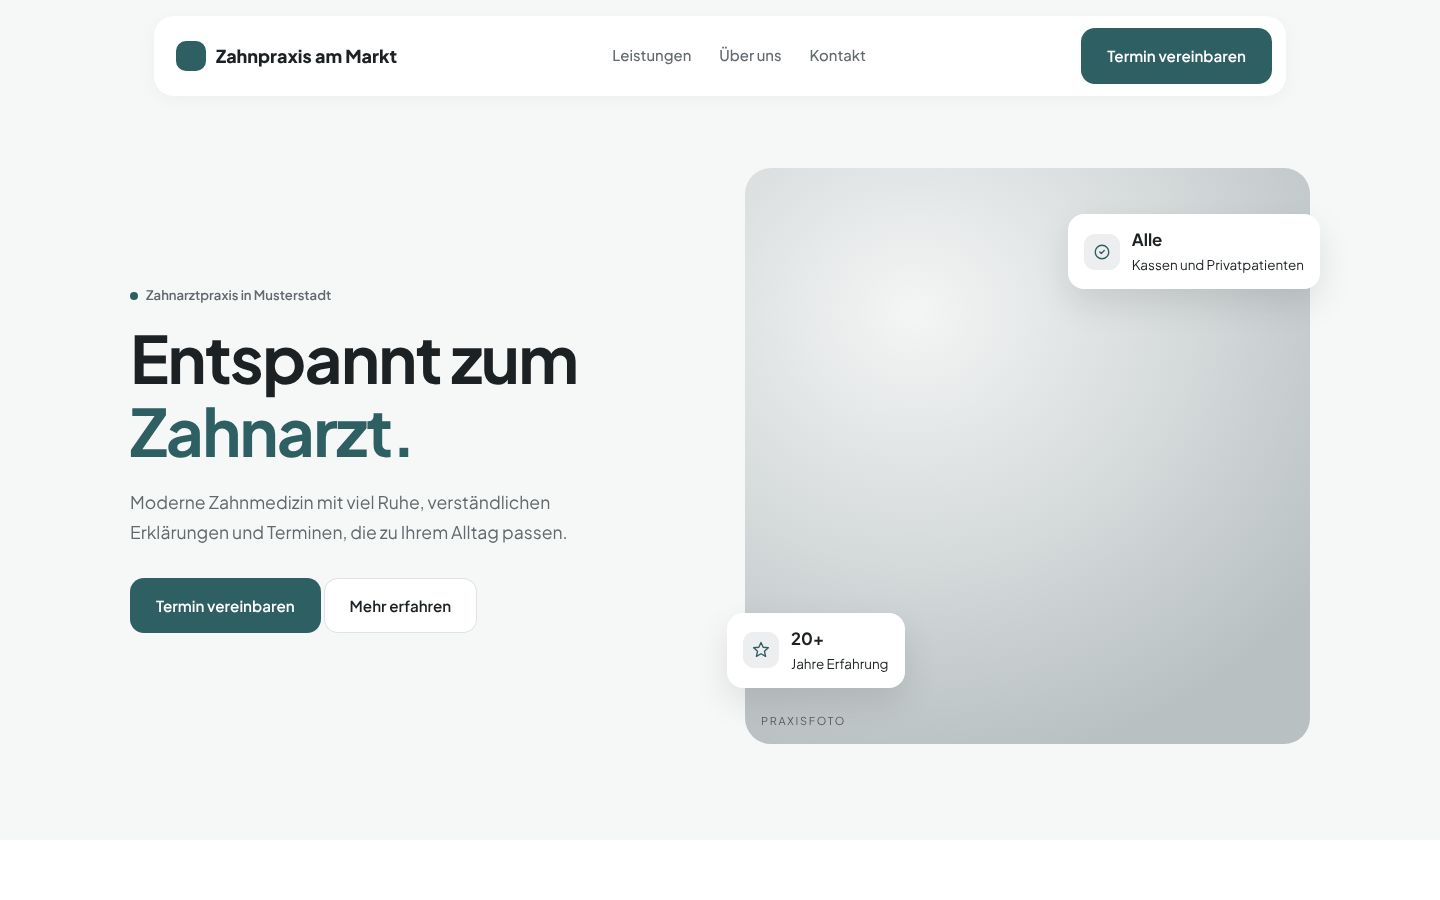 Zahnpraxis am Markt
Leistungen
Über uns
Kontakt
Termin vereinbaren
Zahnarztpraxis in Musterstadt
Entspannt zum
Zahnarzt.
Moderne Zahnmedizin mit viel Ruhe, verständlichen
Erklärungen und Terminen, die zu Ihrem Alltag passen.
Termin vereinbaren
Mehr erfahren
Alle
Kassen und Privatpatienten
20+
Jahre Erfahrung
PRAXISFOTO